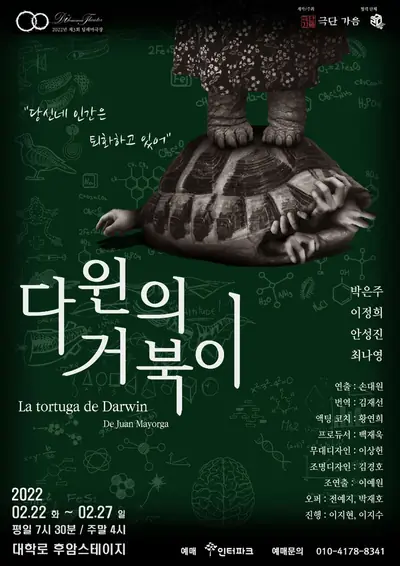 Dilemma Theater
2022년 제3회 딜레마극장
제작/주최
극단 가음
협력 단체
"당신네 인간은
퇴화하고 있어"
다윈의
거북이
La tortuga de Darwin
De Juan Mayorga
박은주
이정희
안성진
최나영
연출 : 손대원
번역 : 김재선
액팅 코치 : 황연희
프로듀서 : 백재욱
무대디자인 : 이상헌
조명디자인 : 김경호
조연출 : 이예원
오퍼 : 전예지, 박재호
진행 : 이지현, 이지수
2022
02.22 화 ~ 02.27 일
평일 7시 30분 / 주말 4시
대학로 후암스테이지
예매 인터파크 예매문의 010-4178-8341